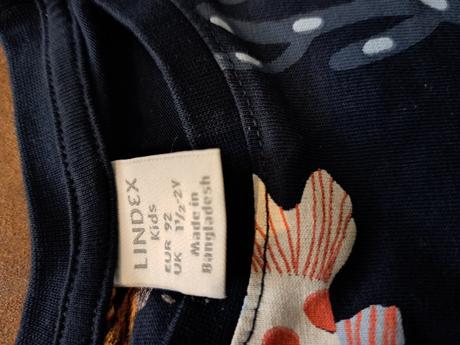 LINDEX
Kids
EUR 92
UK 1½-2Y
Made in
Bangladesh